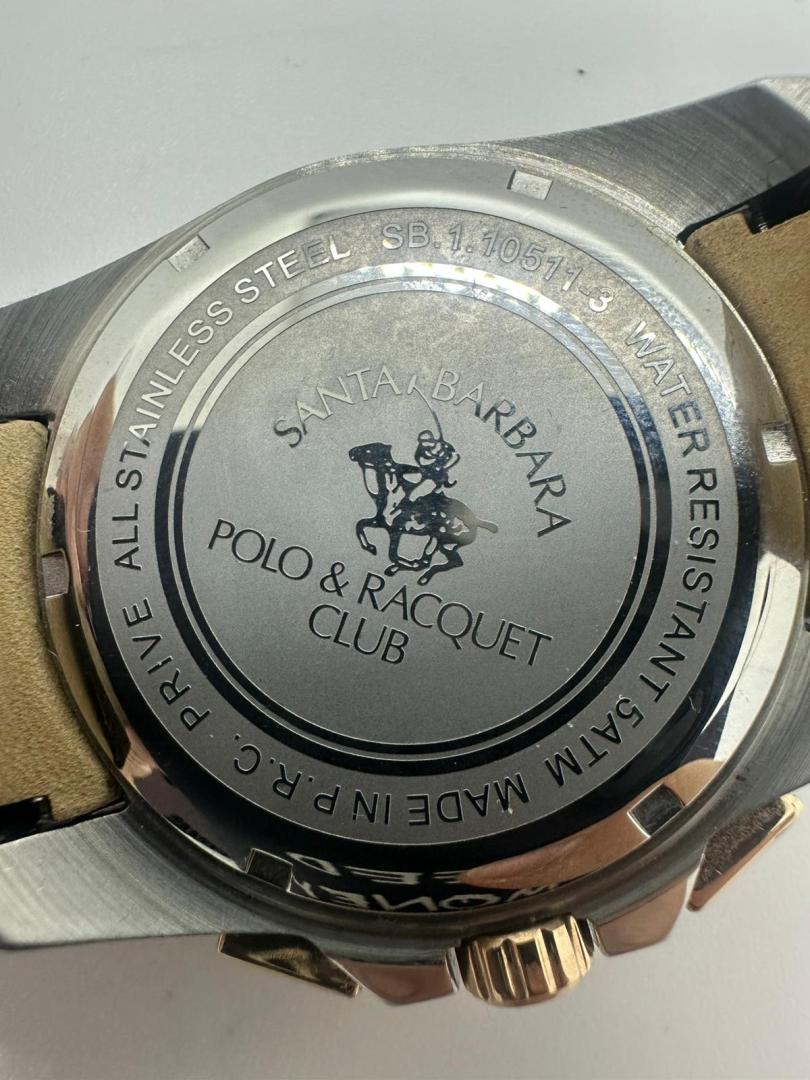 SANTA BARBARA
POLO & RACQUET
CLUB
PRIVE ALL STAINLESS STEEL SB.1.10511-3 WATER RESISTANT 5ATM MADE IN P.R.C.